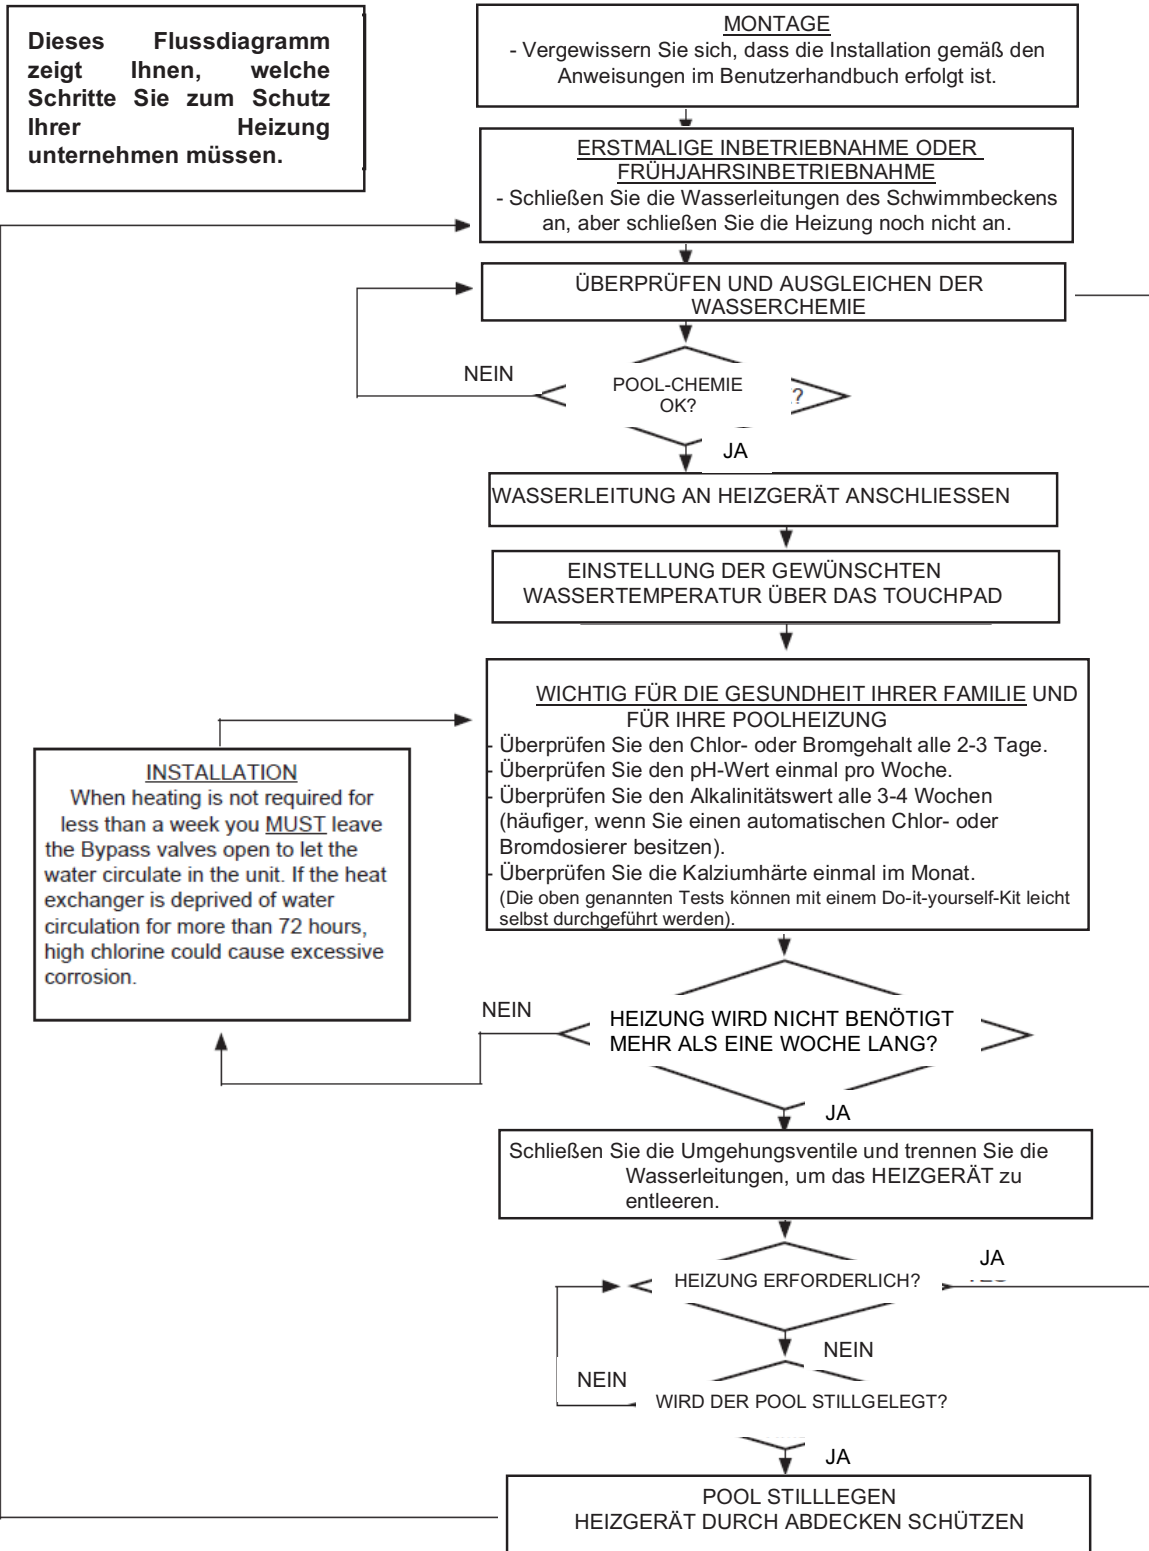 Dieses Flussdiagramm
zeigt Ihnen, welche
Schritte Sie zum Schutz
Ihrer Heizung
unternehmen müssen.
MONTAGE
- Vergewissern Sie sich, dass die Installation gemäß den
Anweisungen im Benutzerhandbuch erfolgt ist.
ERSTMALIGE INBETRIEBNAHME ODER
FRÜHJAHRSINBETRIEBNAHME
- Schließen Sie die Wasserleitungen des Schwimmbeckens
an, aber schließen Sie die Heizung noch nicht an.
ÜBERPRÜFEN UND AUSGLEICHEN DER
WASSERCHEMIE
NEIN
POOL-CHEMIE
OK?
?
JA
WASSERLEITUNG AN HEIZGERÄT ANSCHLIESSEN
EINSTELLUNG DER GEWÜNSCHTEN
WASSERTEMPERATUR ÜBER DAS TOUCHPAD
WICHTIG FÜR DIE GESUNDHEIT IHRER FAMILIE UND
FÜR IHRE POOLHEIZUNG
- Überprüfen Sie den Chlor- oder Bromgehalt alle 2-3 Tage.
- Überprüfen Sie den pH-Wert einmal pro Woche.
- Überprüfen Sie den Alkalinitätswert alle 3-4 Wochen
(häufiger, wenn Sie einen automatischen Chlor- oder
Bromdosierer besitzen).
- Überprüfen Sie die Kalziumhärte einmal im Monat.
(Die oben genannten Tests können mit einem Do-it-yourself-Kit leicht
selbst durchgeführt werden).
INSTALLATION
When heating is not required for
less than a week you MUST leave
the Bypass valves open to let the
water circulate in the unit. If the heat
exchanger is deprived of water
circulation for more than 72 hours,
high chlorine could cause excessive
corrosion.
NEIN
HEIZUNG WIRD NICHT BENÖTIGT
MEHR ALS EINE WOCHE LANG?
JA
Schließen Sie die Umgehungsventile und trennen Sie die
Wasserleitungen, um das HEIZGERÄT zu
entleeren.
JA
HEIZUNG ERFORDERLICH?
NEIN
NEIN
WIRD DER POOL STILLGELEGT?
JA
POOL STILLLEGEN
HEIZGERÄT DURCH ABDECKEN SCHÜTZEN